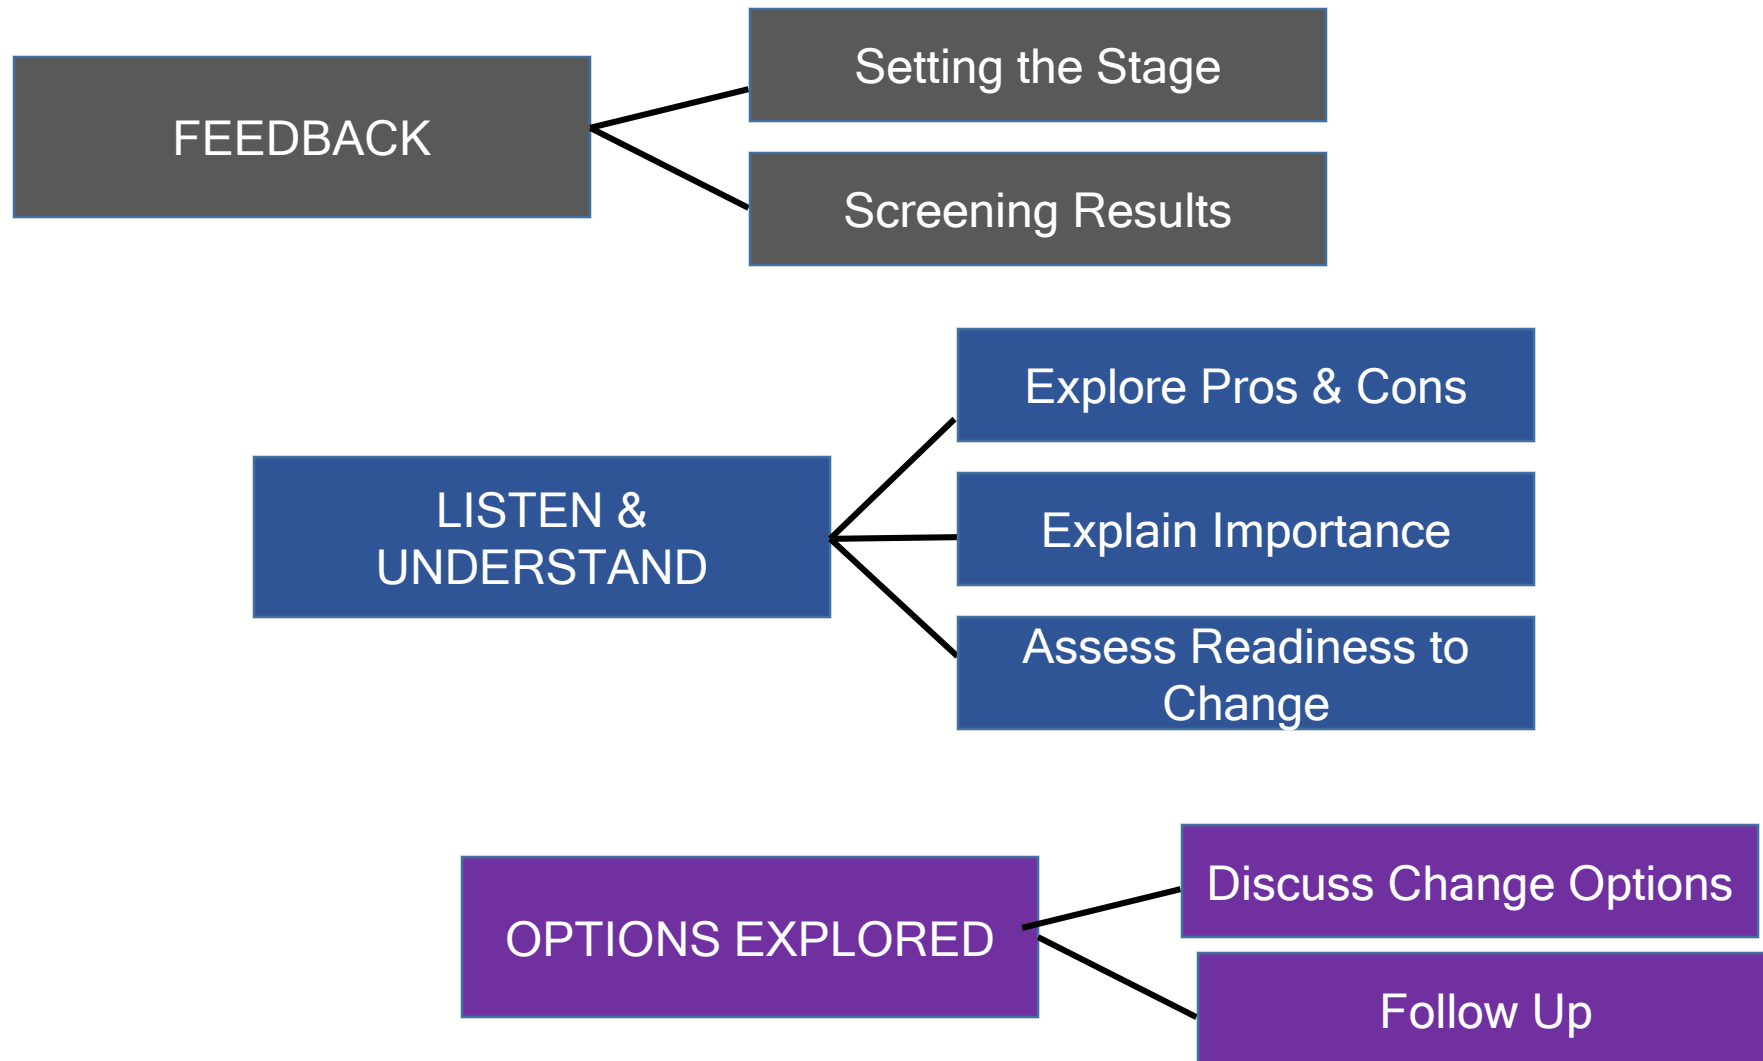 FEEDBACK
Setting the Stage
Screening Results
LISTEN &
UNDERSTAND
Explore Pros & Cons
Explain Importance
Assess Readiness to
Change
OPTIONS EXPLORED
Discuss Change Options
Follow Up